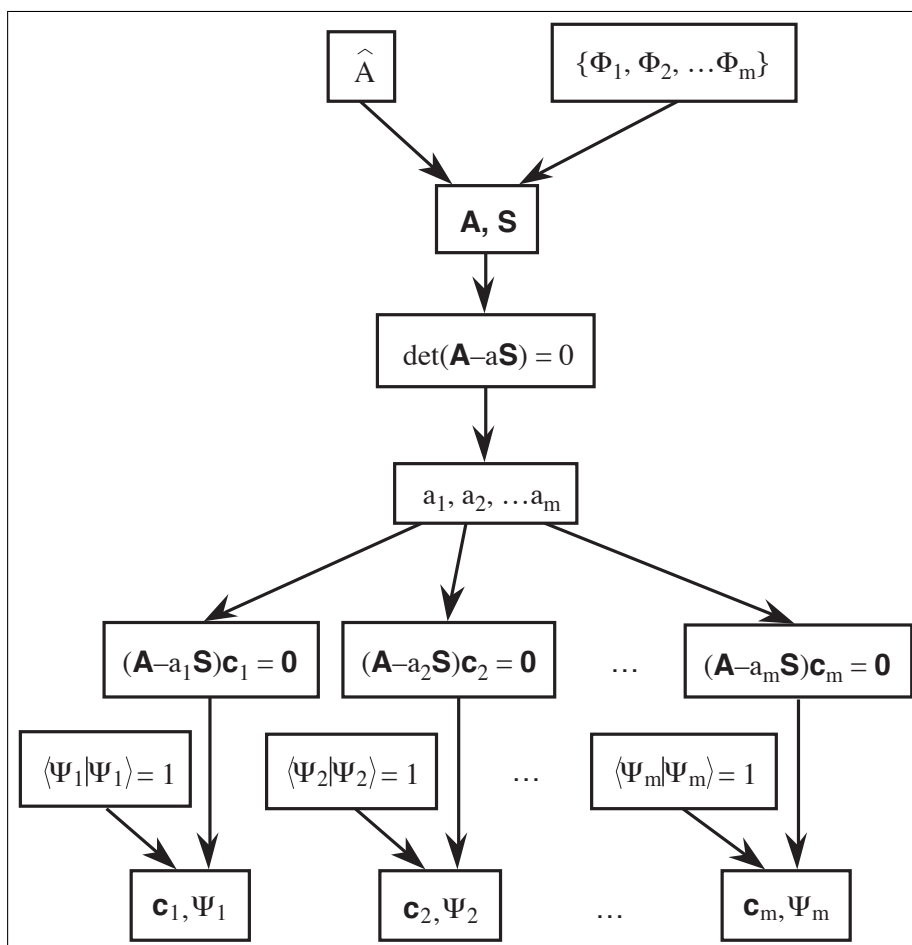 Â
{Φ₁, Φ₂, …Φₘ}
A, S
det(A–aS) = 0
a₁, a₂, …aₘ
(A–a₁S)c₁ = 0
(A–a₂S)c₂ = 0
…
(A–aₘS)cₘ = 0
⟨Ψ₁|Ψ₁⟩ = 1
⟨Ψ₂|Ψ₂⟩ = 1
…
⟨Ψₘ|Ψₘ⟩ = 1
c₁,Ψ₁
c₂,Ψ₂
…
cₘ,Ψₘ